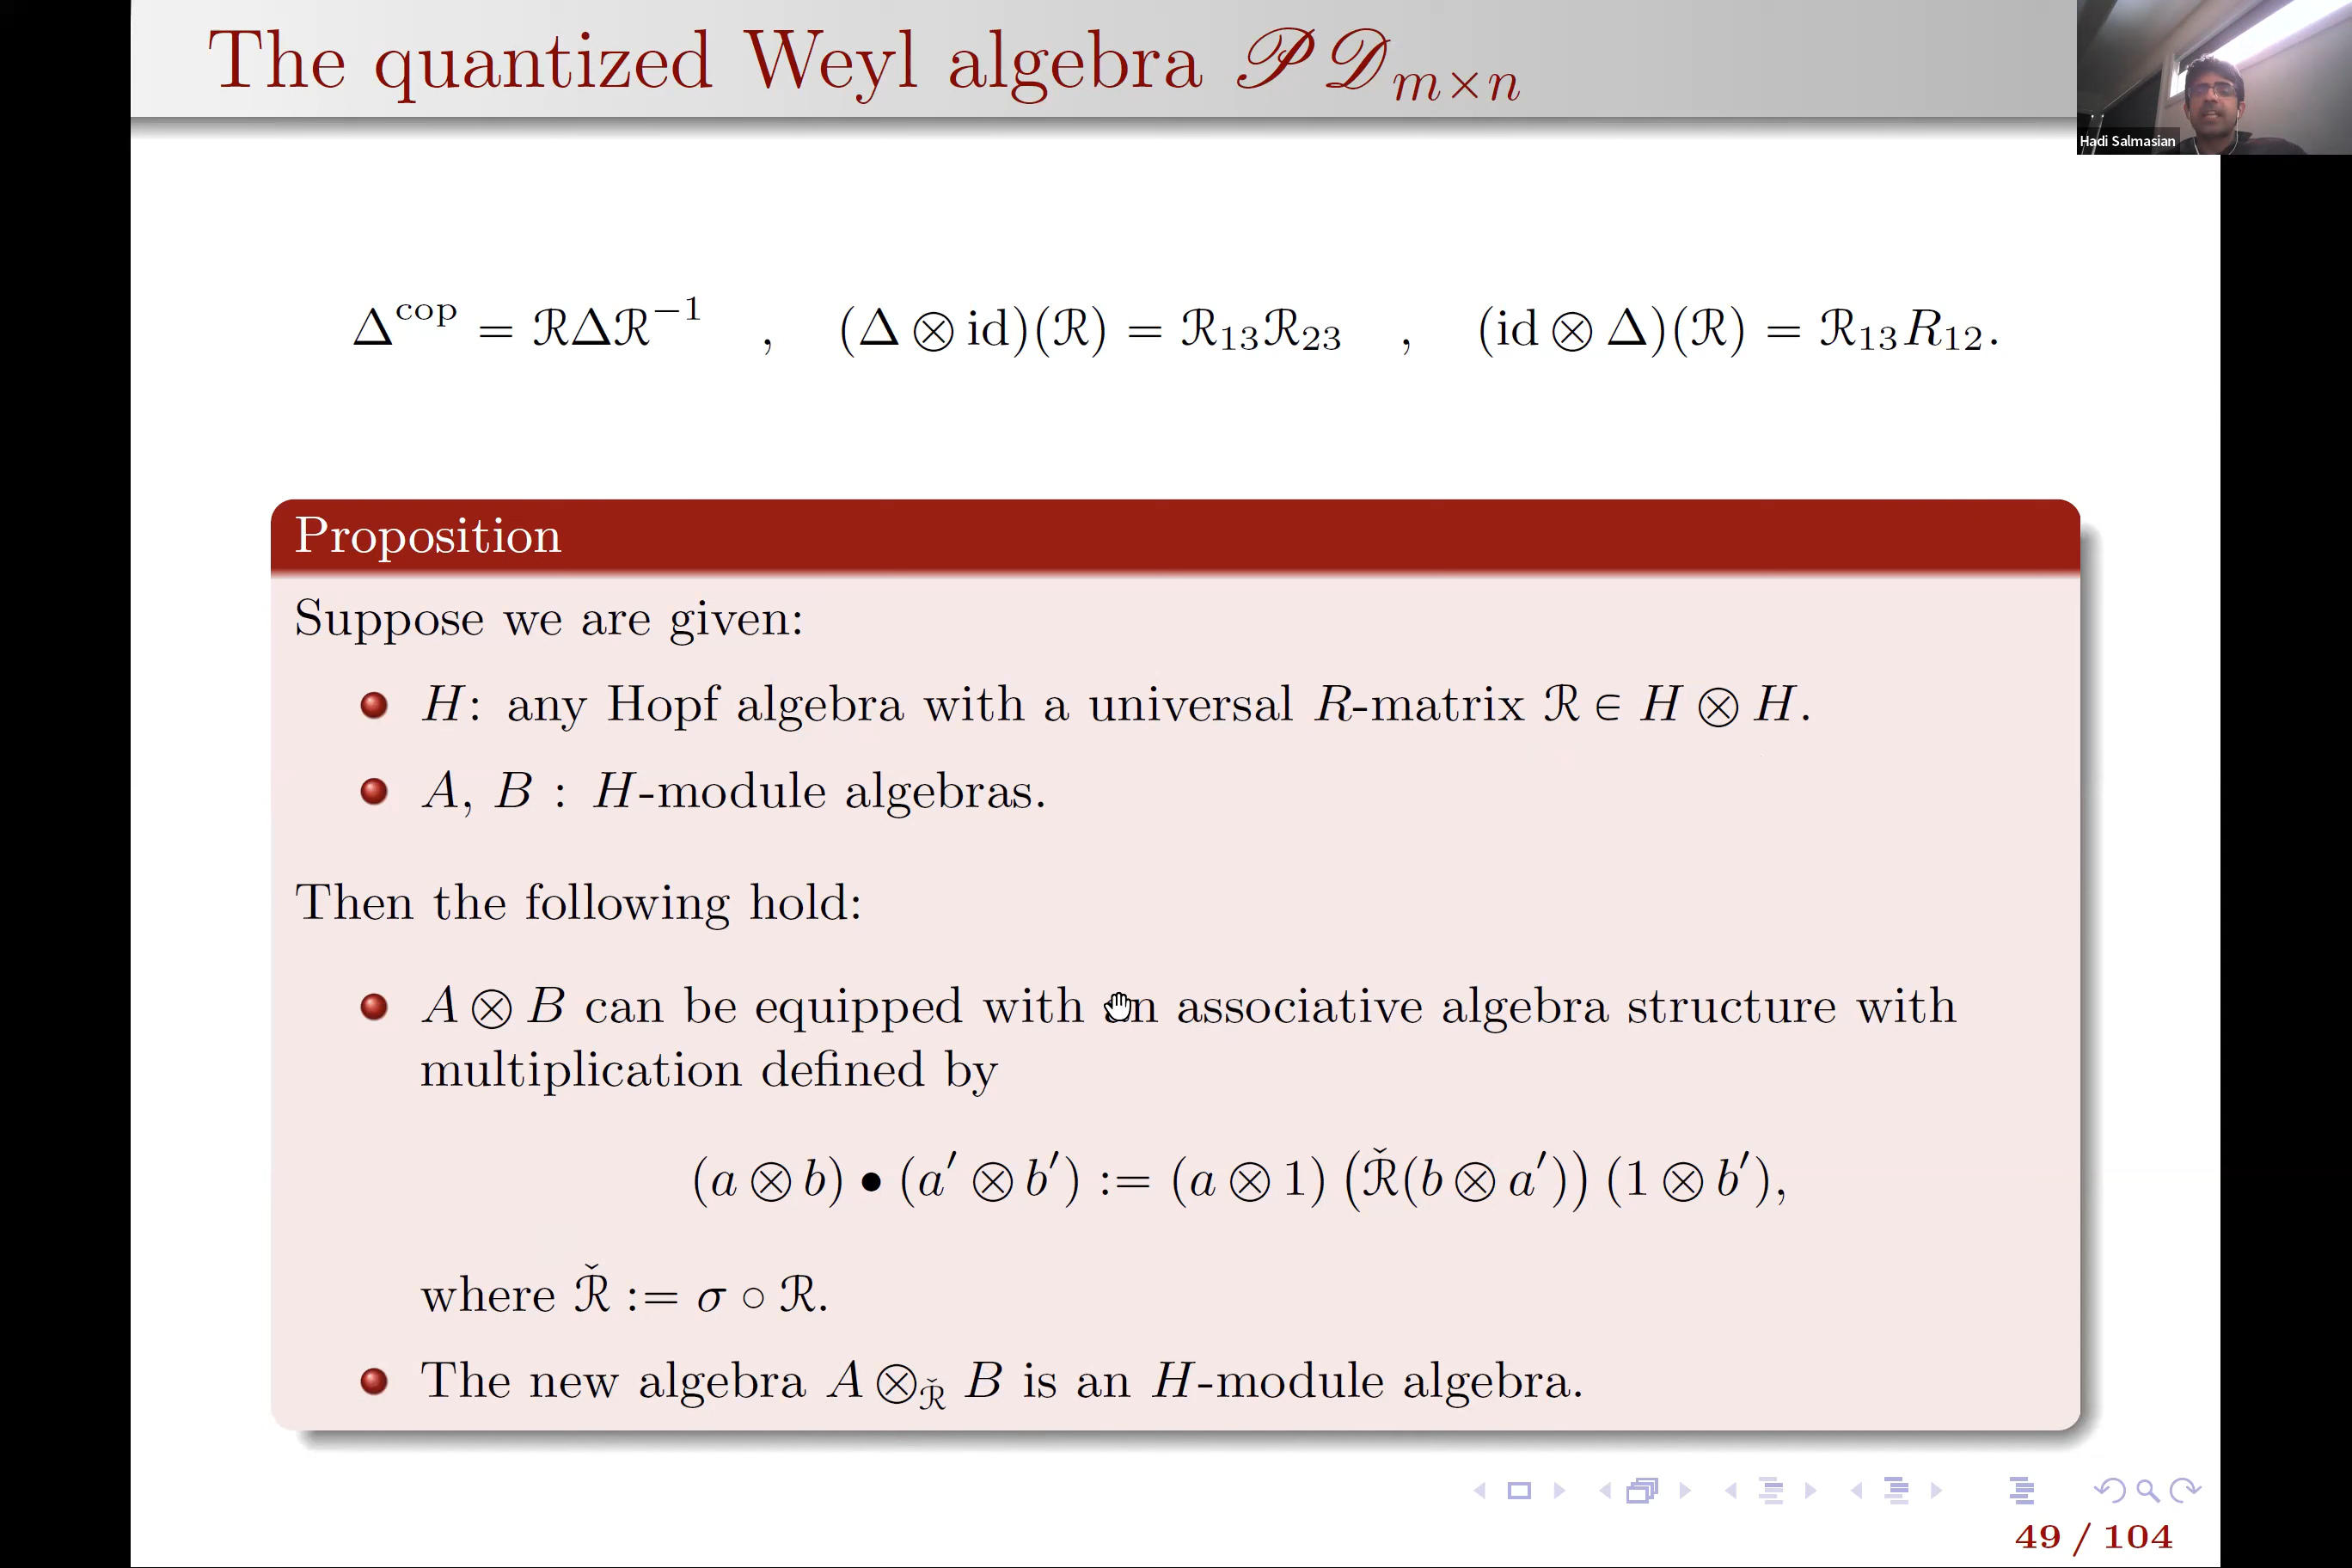 The quantized Weyl algebra 𝒫𝒟ₘ×ₙ
Hadi Salmasian
Δ^cop = ℛΔℛ⁻¹ , (Δ ⊗ id)(ℛ) = ℛ₁₃ℛ₂₃ , (id ⊗ Δ)(ℛ) = ℛ₁₃R₁₂.
Proposition
Suppose we are given:
H: any Hopf algebra with a universal R-matrix ℛ ∈ H ⊗ H.
A, B : H-module algebras.
Then the following hold:
A ⊗ B can be equipped with an associative algebra structure with
multiplication defined by
(a ⊗ b) • (a′ ⊗ b′) := (a ⊗ 1) (ℛ̌(b ⊗ a′)) (1 ⊗ b′),
where ℛ̌ := σ ∘ ℛ.
The new algebra A ⊗_ℛ̌ B is an H-module algebra.
49 / 104